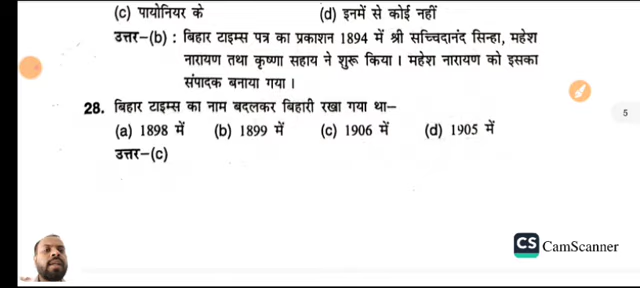 (c) पायोनियर के (d) इनमें से कोई नहीं
उत्तर–(b) : बिहार टाइम्स पत्र का प्रकाशन 1894 में श्री सच्चिदानंद सिन्हा, महेश
नारायण तथा कृष्णा सहाय ने शुरू किया। महेश नारायण को इसका
संपादक बनाया गया।
28. बिहार टाइम्स का नाम बदलकर बिहारी रखा गया था–
(a) 1898 में (b) 1899 में (c) 1906 में (d) 1905 में
उत्तर–(c)
5
CS CamScanner